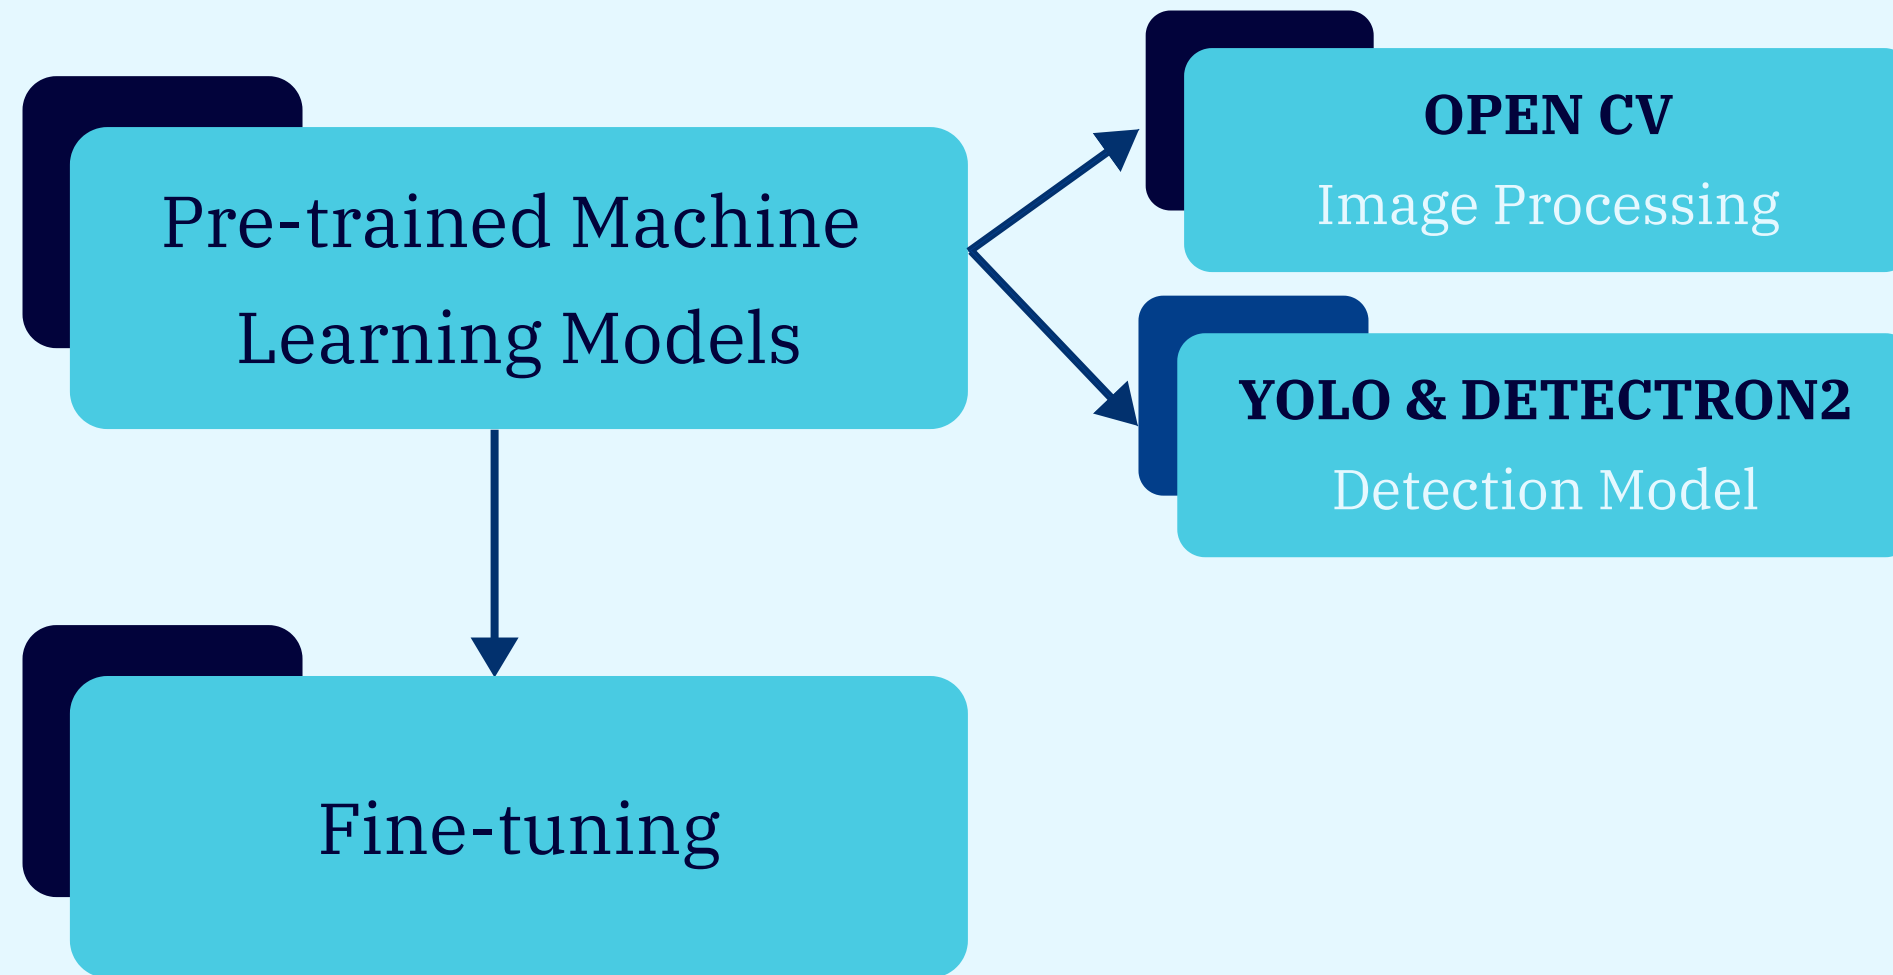 Pre-trained Machine
Learning Models
OPEN CV
Image Processing
YOLO & DETECTRON2
Detection Model
Fine-tuning